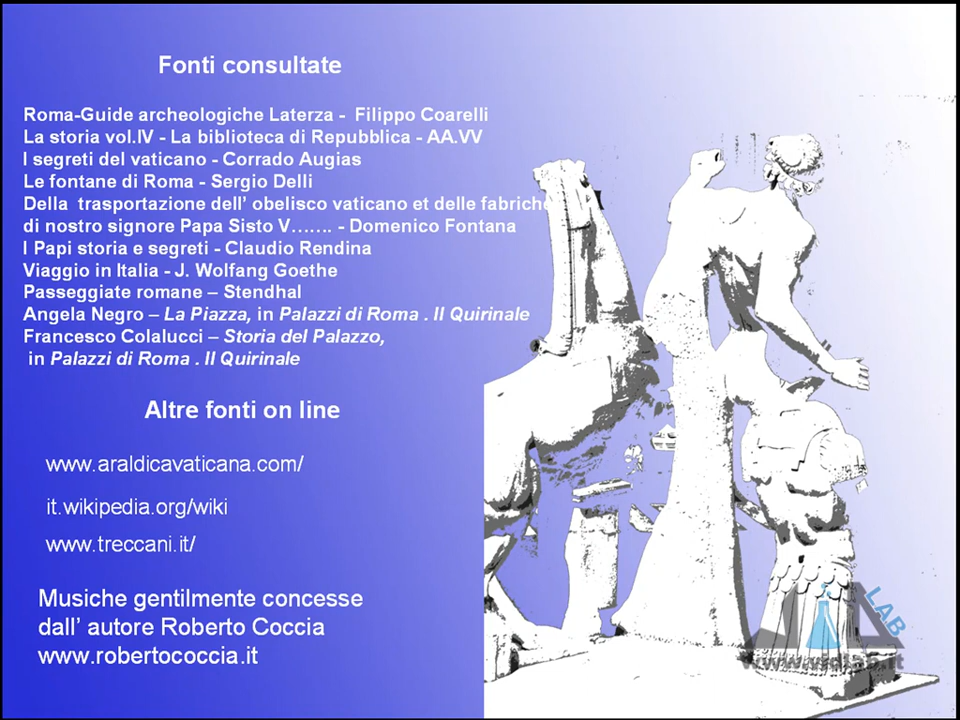 Fonti consultate
Roma-Guide archeologiche Laterza - Filippo Coarelli
La storia vol.IV - La biblioteca di Repubblica - AA.VV
I segreti del vaticano - Corrado Augias
Le fontane di Roma - Sergio Delli
Della trasportazione dell' obelisco vaticano et delle fabriche
di nostro signore Papa Sisto V……. - Domenico Fontana
I Papi storia e segreti - Claudio Rendina
Viaggio in Italia - J. Wolfang Goethe
Passeggiate romane – Stendhal
Angela Negro – La Piazza, in Palazzi di Roma . Il Quirinale
Francesco Colalucci – Storia del Palazzo,
in Palazzi di Roma . Il Quirinale
Altre fonti on line
www.araldicavaticana.com/
it.wikipedia.org/wiki
www.treccani.it/
Musiche gentilmente concesse
dall' autore Roberto Coccia
www.robertococcia.it
LAB